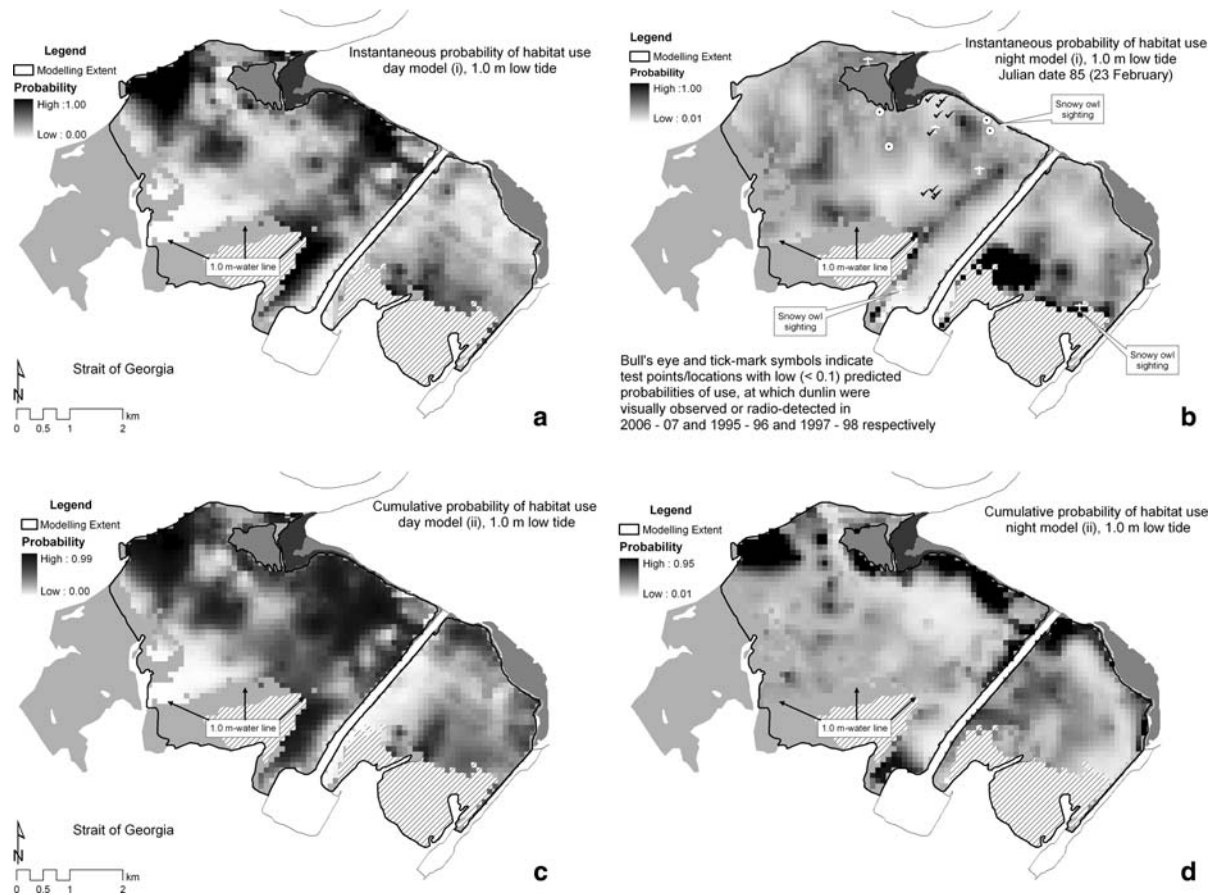 Legend
Modelling Extent
Probability
High :1.00
Low : 0.00
Instantaneous probability of habitat use
day model (i), 1.0 m low tide
1.0 m-water line
Strait of Georgia
N
0 0.5 1 2
km
a
Legend
Modelling Extent
Probability
High :1.00
Low : 0.01
Instantaneous probability of habitat use
night model (i), 1.0 m low tide
Julian date 85 (23 February)
Snowy owl
sighting
1.0 m-water line
Snowy owl
sighting
Snowy owl
sighting
Bull's eye and tick-mark symbols indicate
test points/locations with low (< 0.1) predicted
probabilities of use, at which dunlin were
visually observed or radio-detected in
2006 - 07 and 1995 - 96 and 1997 - 98 respectively
b
Legend
Modelling Extent
Probability
High : 0.99
Low : 0.00
Cumulative probability of habitat use
day model (ii), 1.0 m low tide
1.0 m-water line
Strait of Georgia
N
0 0.5 1 2
km
c
Legend
Modelling Extent
Probability
High : 0.95
Low : 0.01
Cumulative probability of habitat use
night model (ii), 1.0 m low tide
1.0 m-water line
d